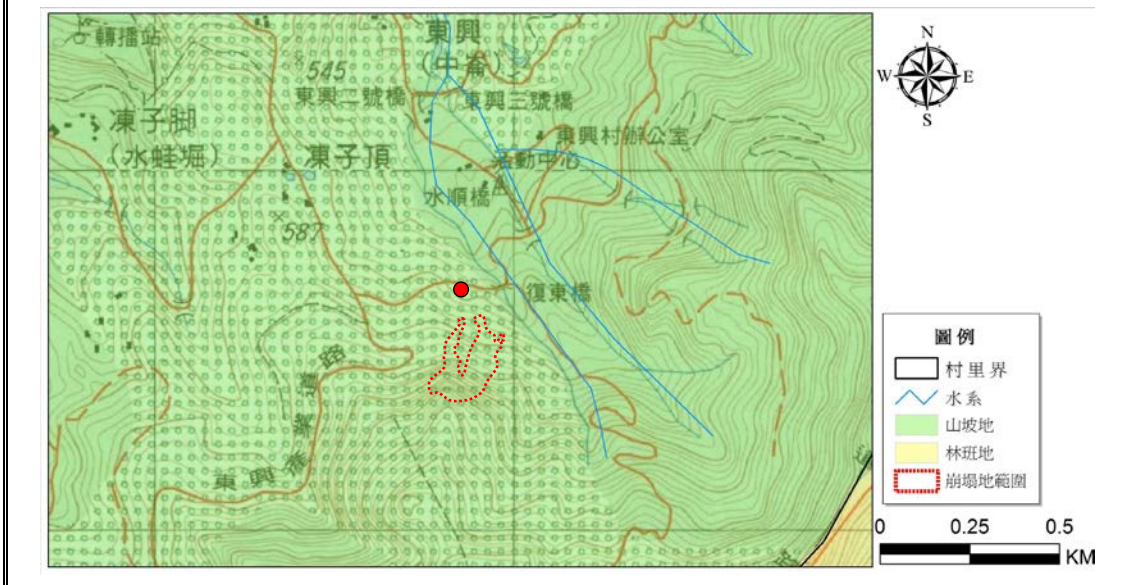 轉播站
東興
(中崙)
545
東興二號橋
東興三號橋
凍子脚
(水蛙堀)
凍子頂
東興村辦公室
活動中心
水順橋
587
復東橋
東興產業道路
N
W
E
S
圖例
村里界
水系
山坡地
林班地
崩塌地範圍
0 0.25 0.5
KM